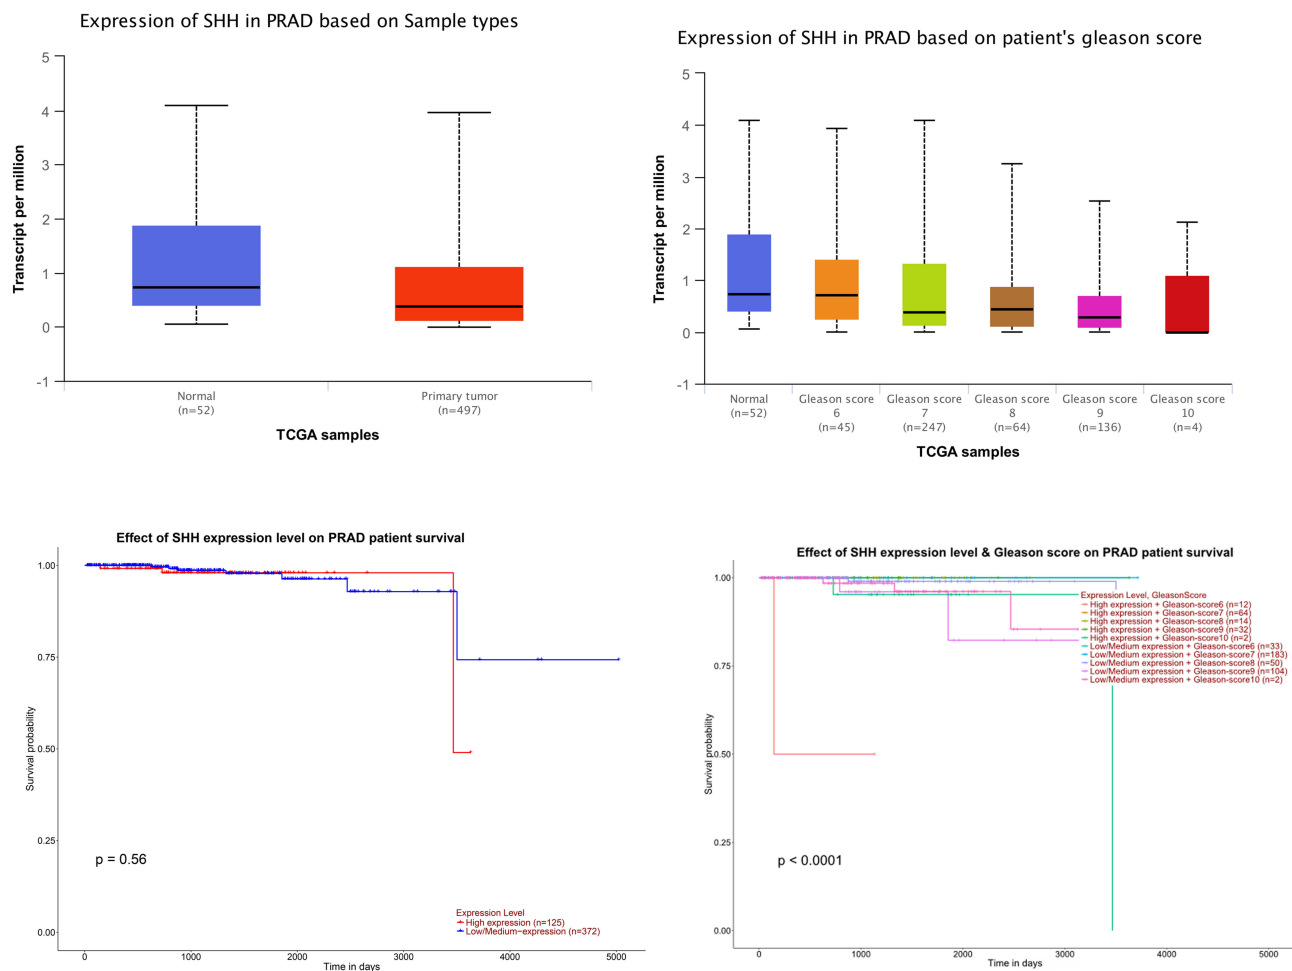 Expression of SHH in PRAD based on Sample types
5
4
3
2
1
0
-1
Transcript per million
Normal
(n=52)
Primary tumor
(n=497)
TCGA samples
Expression of SHH in PRAD based on patient's gleason score
5
4
3
2
1
0
-1
Transcript per million
Normal
(n=52)
Gleason score
6
(n=45)
Gleason score
7
(n=247)
Gleason score
8
(n=64)
Gleason score
9
(n=136)
Gleason score
10
(n=4)
TCGA samples
Effect of SHH expression level on PRAD patient survival
1.00
0.75
0.50
0.25
0.00
Survival probability
p = 0.56
Expression Level
High expression (n=125)
Low/Medium-expression (n=372)
0
1000
2000
3000
4000
5000
Time in days
Effect of SHH expression level & Gleason score on PRAD patient survival
1.00
0.75
0.50
0.25
0.00
Survival probability
p < 0.0001
Expression Level, GleasonScore
High expression + Gleason-score6 (n=12)
High expression + Gleason-score7 (n=64)
High expression + Gleason-score8 (n=14)
High expression + Gleason-score9 (n=32)
High expression + Gleason-score10 (n=2)
Low/Medium expression + Gleason-score6 (n=33)
Low/Medium expression + Gleason-score7 (n=183)
Low/Medium expression + Gleason-score8 (n=50)
Low/Medium expression + Gleason-score9 (n=104)
Low/Medium expression + Gleason-score10 (n=2)
0
1000
2000
3000
4000
5000
Time in days